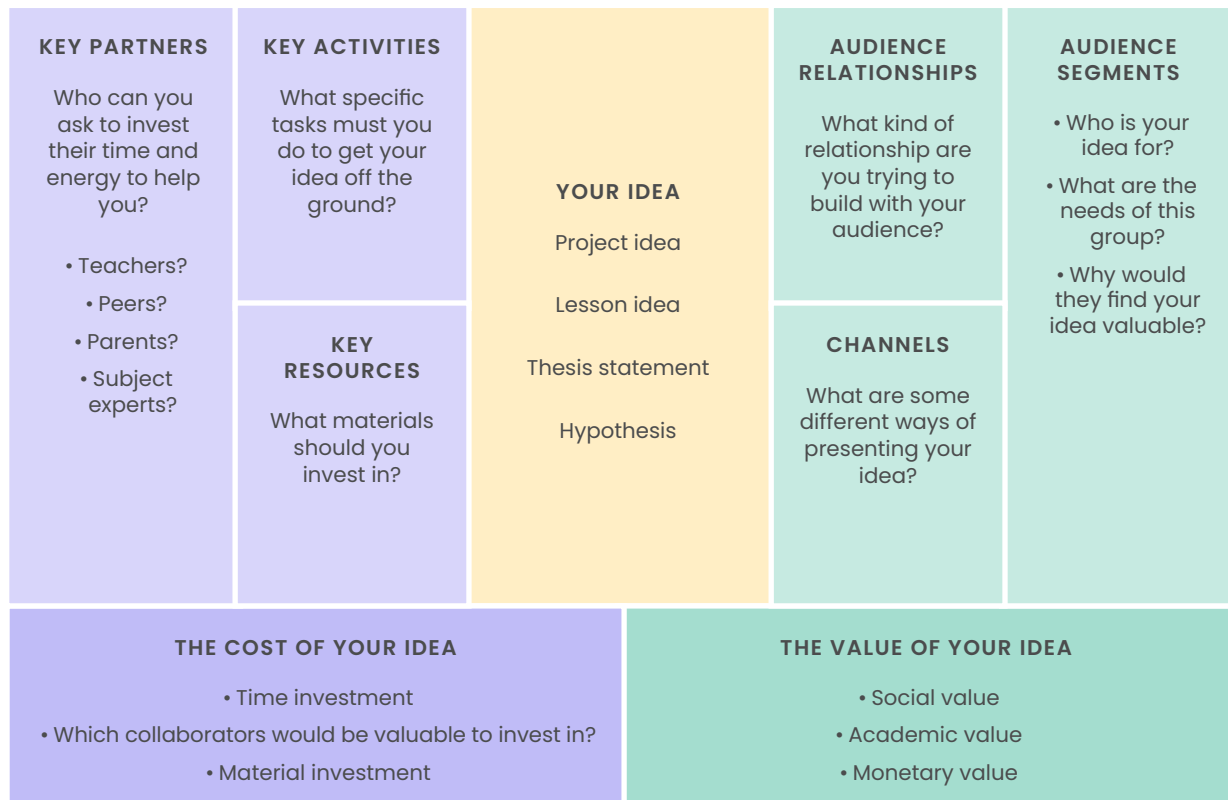 KEY PARTNERS
Who can you
ask to invest
their time and
energy to help
you?
• Teachers?
• Peers?
• Parents?
• Subject
experts?
KEY ACTIVITIES
What specific
tasks must you
do to get your
idea off the
ground?
KEY
RESOURCES
What materials
should you
invest in?
YOUR IDEA
Project idea
Lesson idea
Thesis statement
Hypothesis
AUDIENCE
RELATIONSHIPS
What kind of
relationship are
you trying to
build with your
audience?
CHANNELS
What are some
different ways of
presenting your
idea?
AUDIENCE
SEGMENTS
• Who is your
idea for?
• What are the
needs of this
group?
• Why would
they find your
idea valuable?
THE COST OF YOUR IDEA
• Time investment
• Which collaborators would be valuable to invest in?
• Material investment
THE VALUE OF YOUR IDEA
• Social value
• Academic value
• Monetary value